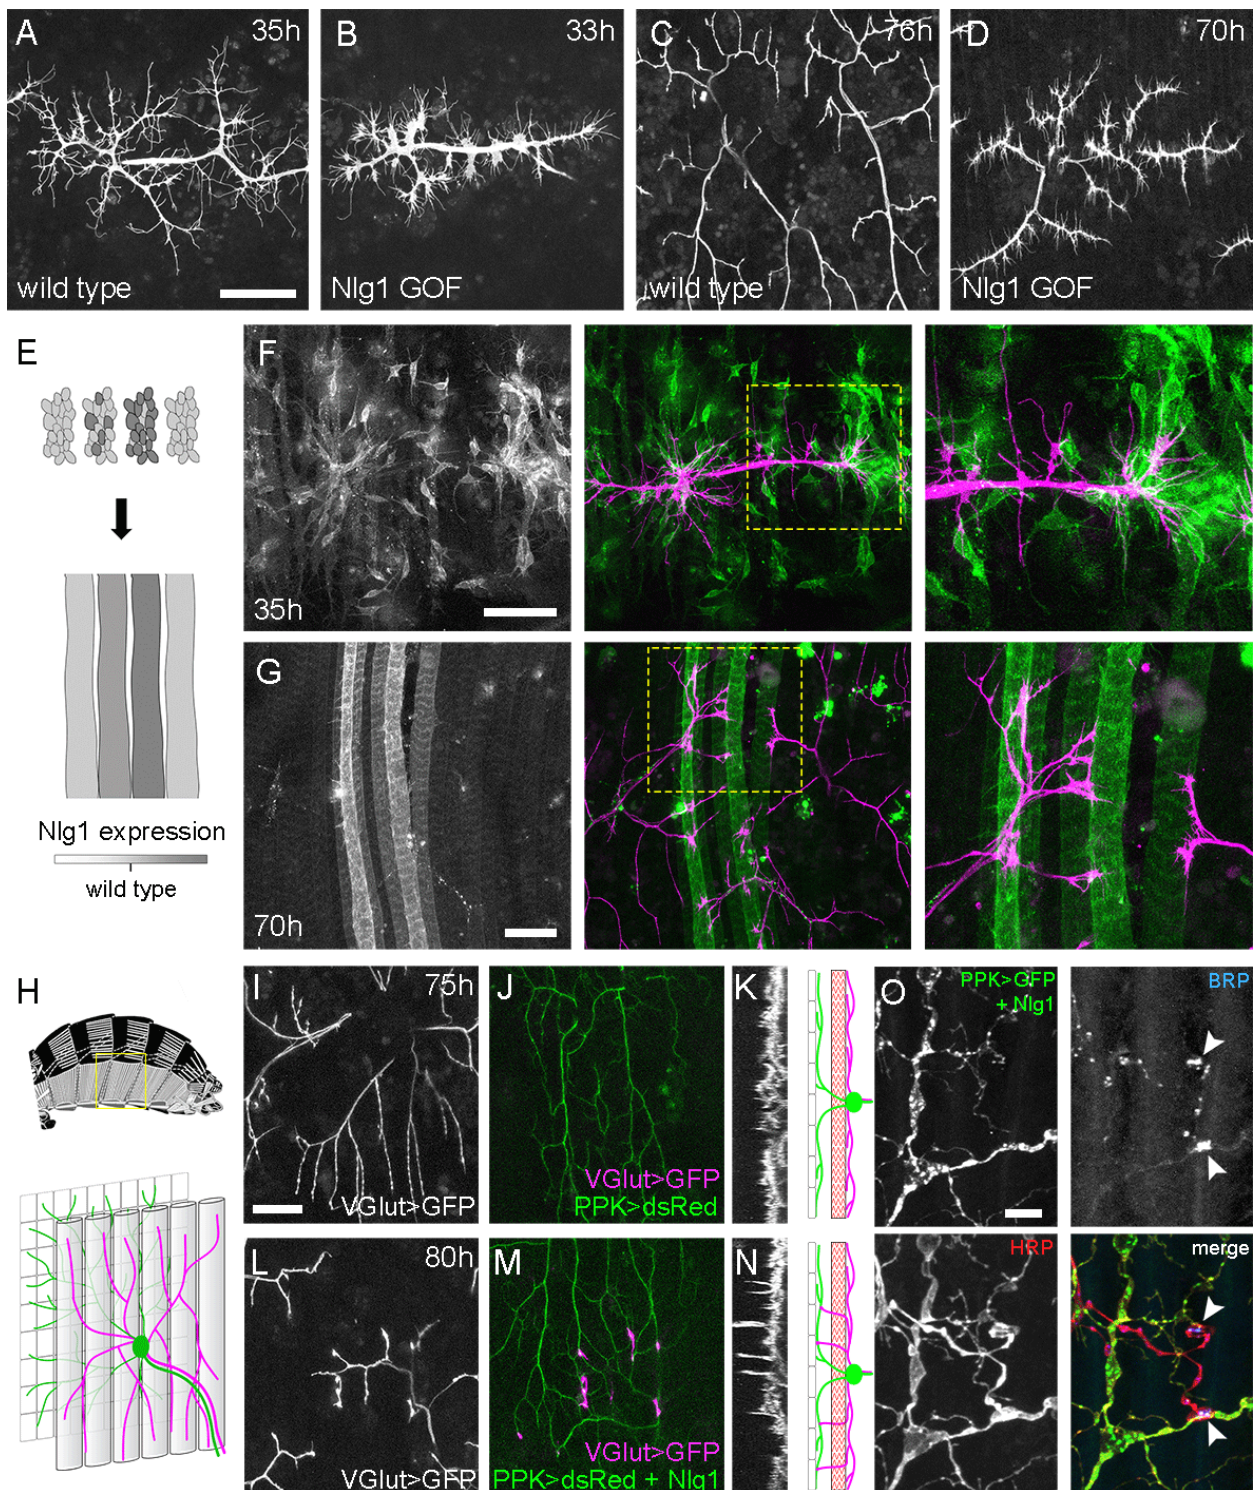 A
35h
wild type
B
33h
Nlg1 GOF
C
76h
wild type
D
70h
Nlg1 GOF
E
Nlg1 expression
wild type
F
35h
G
70h
H
I
75h
VGlut>GFP
J
VGlut>GFP
PPK>dsRed
K
L
80h
VGlut>GFP
M
VGlut>GFP
PPK>dsRed + Nlg1
N
O
PPK>GFP
+ Nlg1
BRP
HRP
merge